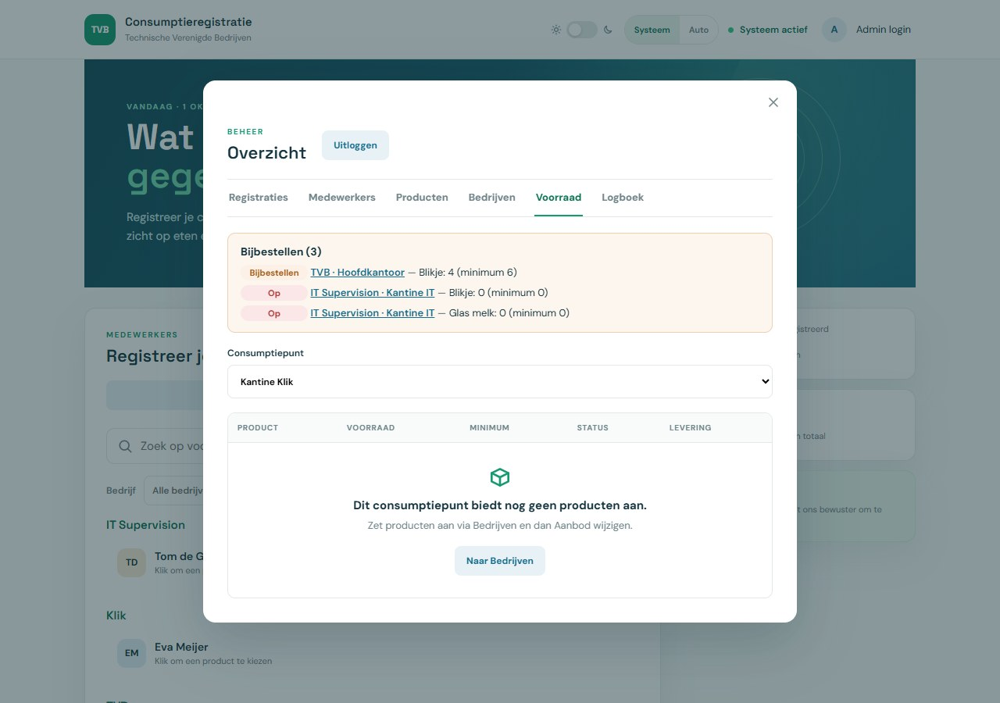 TVB
Consumptieregistratie
Technische Verenigde Bedrijven
Systeem
Auto
Systeem actief
A
Admin login
VANDAAG · 1 OK
Wat
gege
Registreer je c
zicht op eten e
BEHEER
Overzicht
Uitloggen
Registraties
Medewerkers
Producten
Bedrijven
Voorraad
Logboek
Bijbestellen (3)
Bijbestellen TVB · Hoofdkantoor — Blikje: 4 (minimum 6)
Op IT Supervision · Kantine IT — Blikje: 0 (minimum 0)
Op IT Supervision · Kantine IT — Glas melk: 0 (minimum 0)
Consumptiepunt
Kantine Klik
PRODUCT VOORRAAD MINIMUM STATUS LEVERING
Dit consumptiepunt biedt nog geen producten aan.
Zet producten aan via Bedrijven en dan Aanbod wijzigen.
Naar Bedrijven
MEDEWERKERS
Registreer je
Zoek op voo
Bedrijf
Alle bedrijv
IT Supervision
TD
Tom de G
Klik om een
Klik
EM
Eva Meijer
Klik om een product te kiezen
gistreerd
n
n totaal
t ons bewuster om te